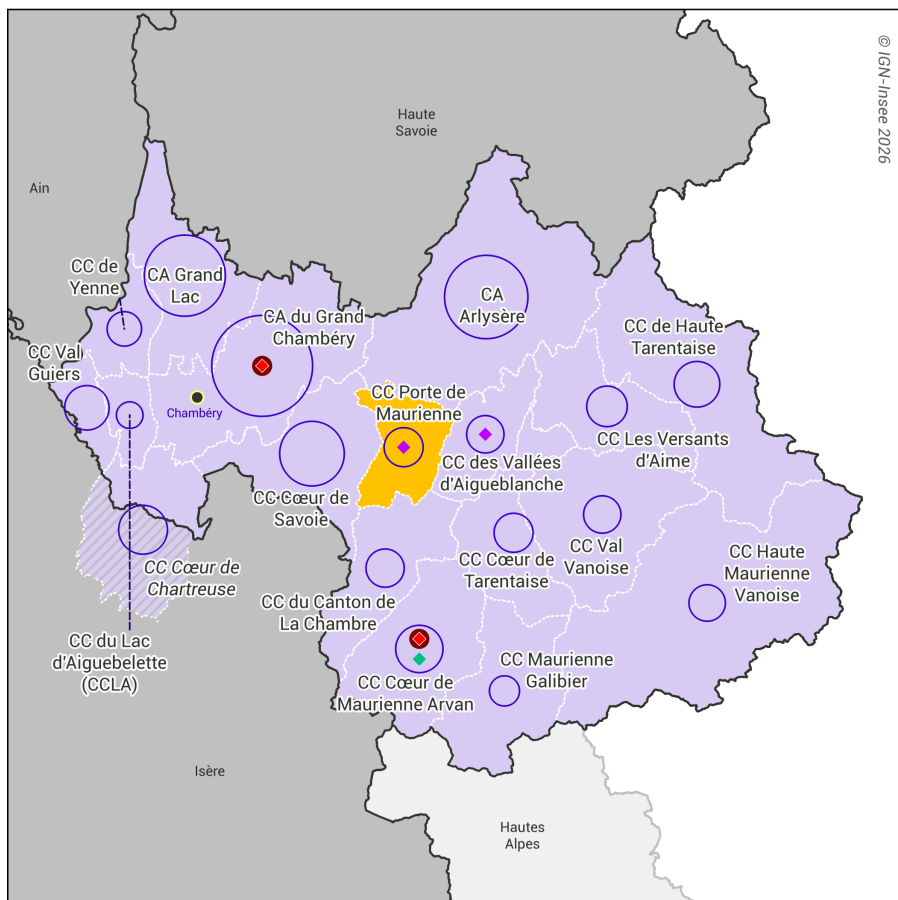 © IGN-Insee 2026
Haute
Savoie
Ain
CC de
Yenne
CA Grand
Lac
CA
Arlysère
CA du Grand
Chambéry
CC de Haute
Tarentaise
CC Val
Guiers
CC Porte de
Maurienne
Chambéry
CC Les Versants
d'Aime
CC des Vallées
d'Aigueblanche
CC Cœur de
Savoie
CC Cœur de
Tarentaise
CC Val
Vanoise
CC Haute
Maurienne
Vanoise
CC Cœur de
Chartreuse
CC du Canton de
La Chambre
CC du Lac
d'Aiguebelette
(CCLA)
CC Maurienne
Galibier
CC Cœur de
Maurienne Arvan
Isère
Hautes
Alpes